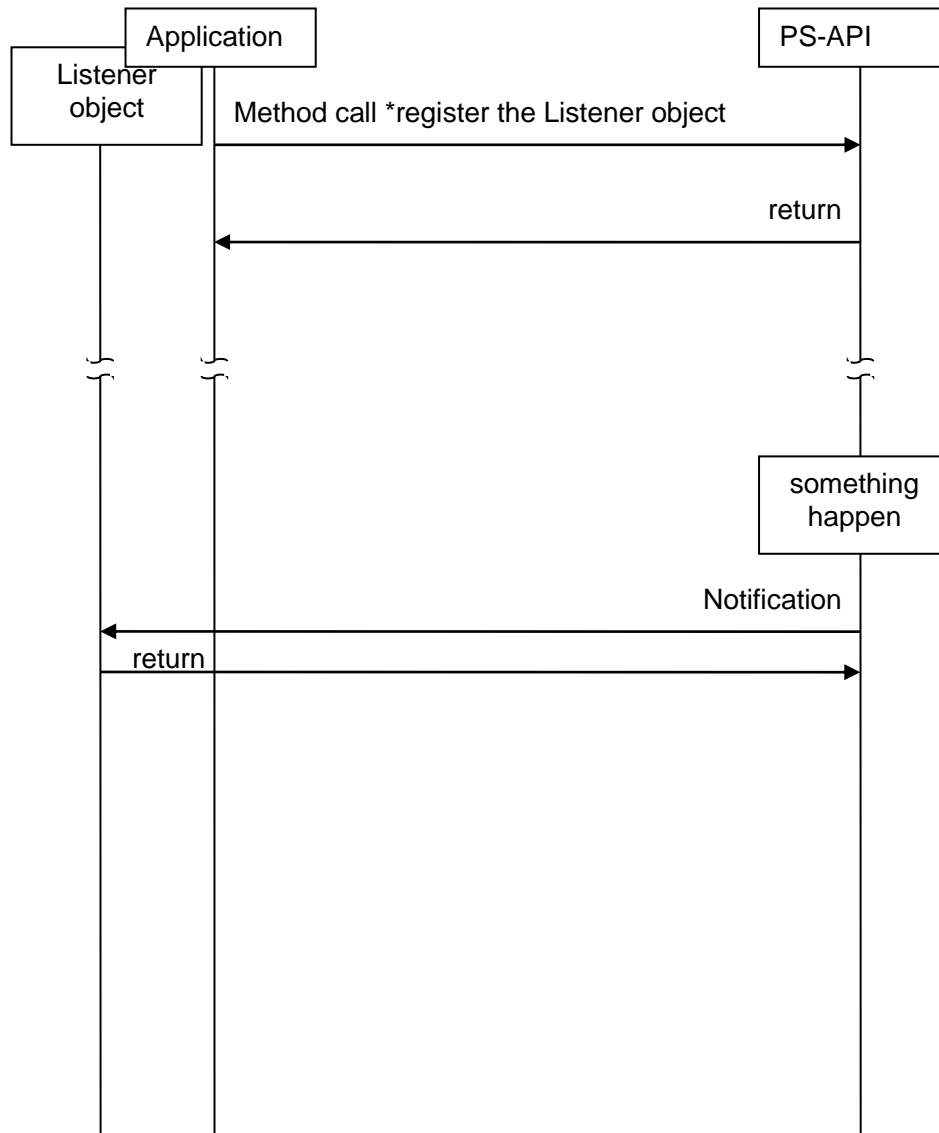 Application
PS-API
Listener
object
Method call *register the Listener object
return
something
happen
Notification
return